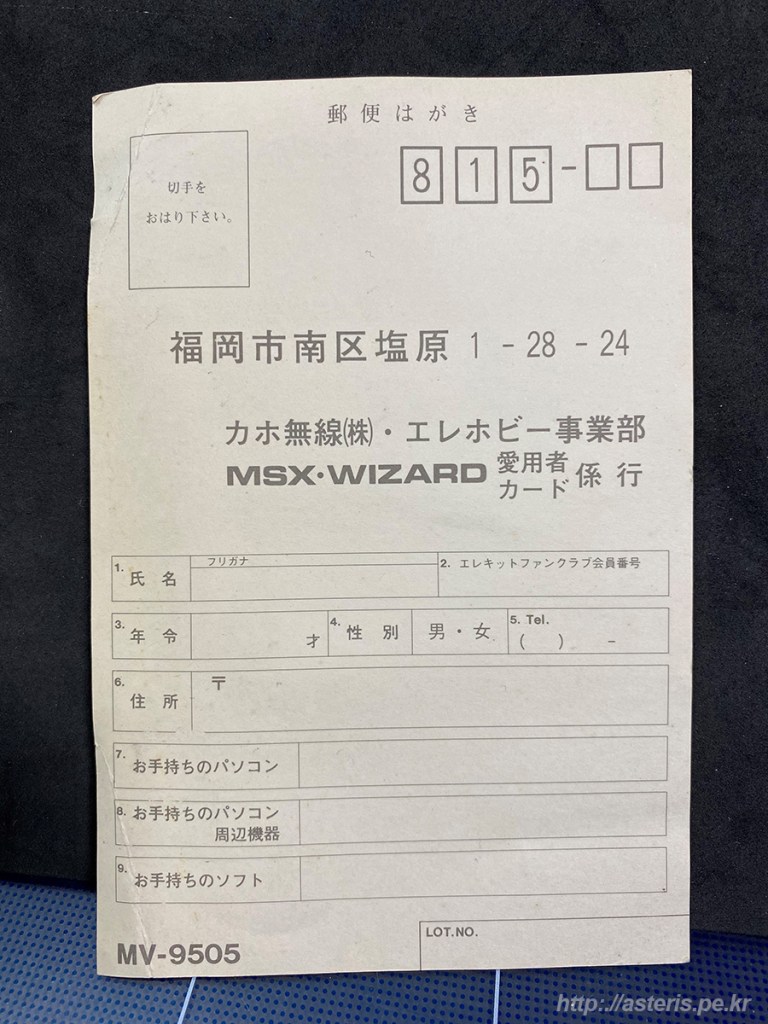 郵便はがき
切手を
おはり下さい。
815-
福岡市南区塩原 1-28-24
カホ無線㈱・エレホビー事業部
MSX・WIZARD 愛用者カード 係 行
1. 氏名 フリガナ
2. エレキットファンクラブ会員番号
3. 年令 才
4. 性別 男・女
5. Tel. ( ) -
6. 住所 〒
7. お手持ちのパソコン
8. お手持ちのパソコン
周辺機器
9. お手持ちのソフト
LOT.NO.
MV-9505
http://asteris.pe.kr